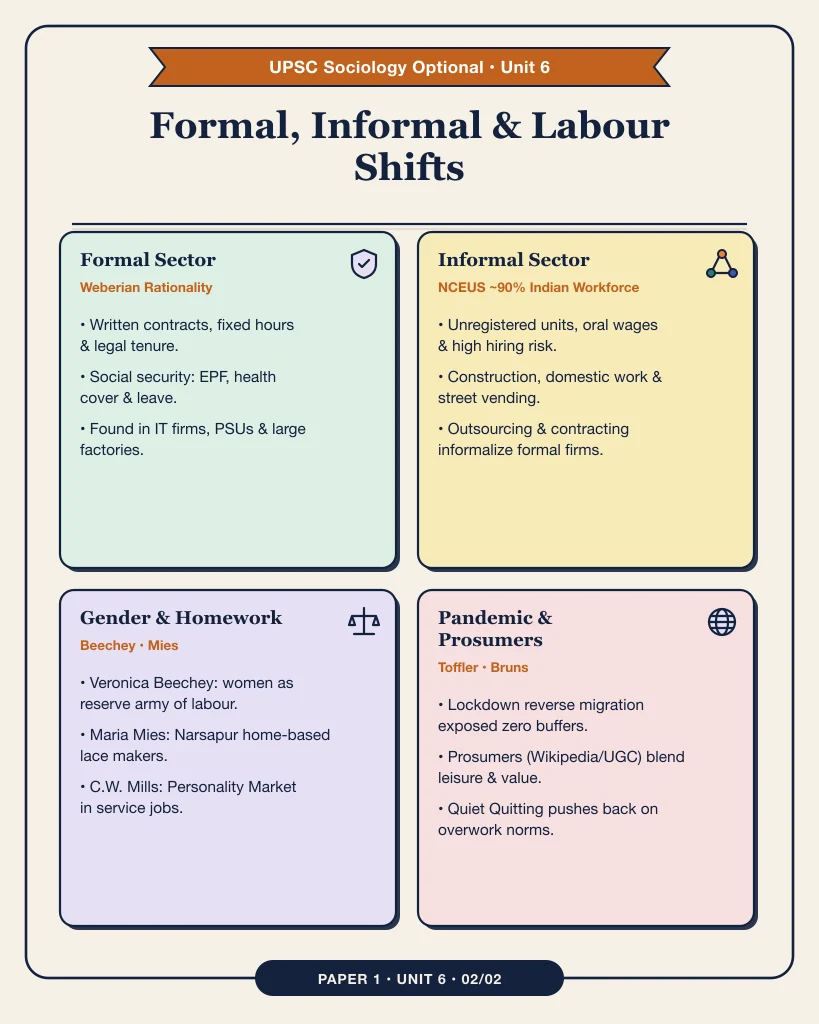 UPSC Sociology Optional • Unit 6
Formal, Informal & Labour
Shifts
Formal Sector
Weberian Rationality
• Written contracts, fixed hours
& legal tenure.
• Social security: EPF, health
cover & leave.
• Found in IT firms, PSUs & large
factories.
Informal Sector
NCEUS ~90% Indian Workforce
• Unregistered units, oral wages
& high hiring risk.
• Construction, domestic work &
street vending.
• Outsourcing & contracting
informalize formal firms.
Gender & Homework
Beechey • Mies
• Veronica Beechey: women as
reserve army of labour.
• Maria Mies: Narsapur home-based
lace makers.
• C.W. Mills: Personality Market
in service jobs.
Pandemic &
Prosumers
Toffler • Bruns
• Lockdown reverse migration
exposed zero buffers.
• Prosumers (Wikipedia/UGC) blend
leisure & value.
• Quiet Quitting pushes back on
overwork norms.
PAPER 1 • UNIT 6 • 02/02